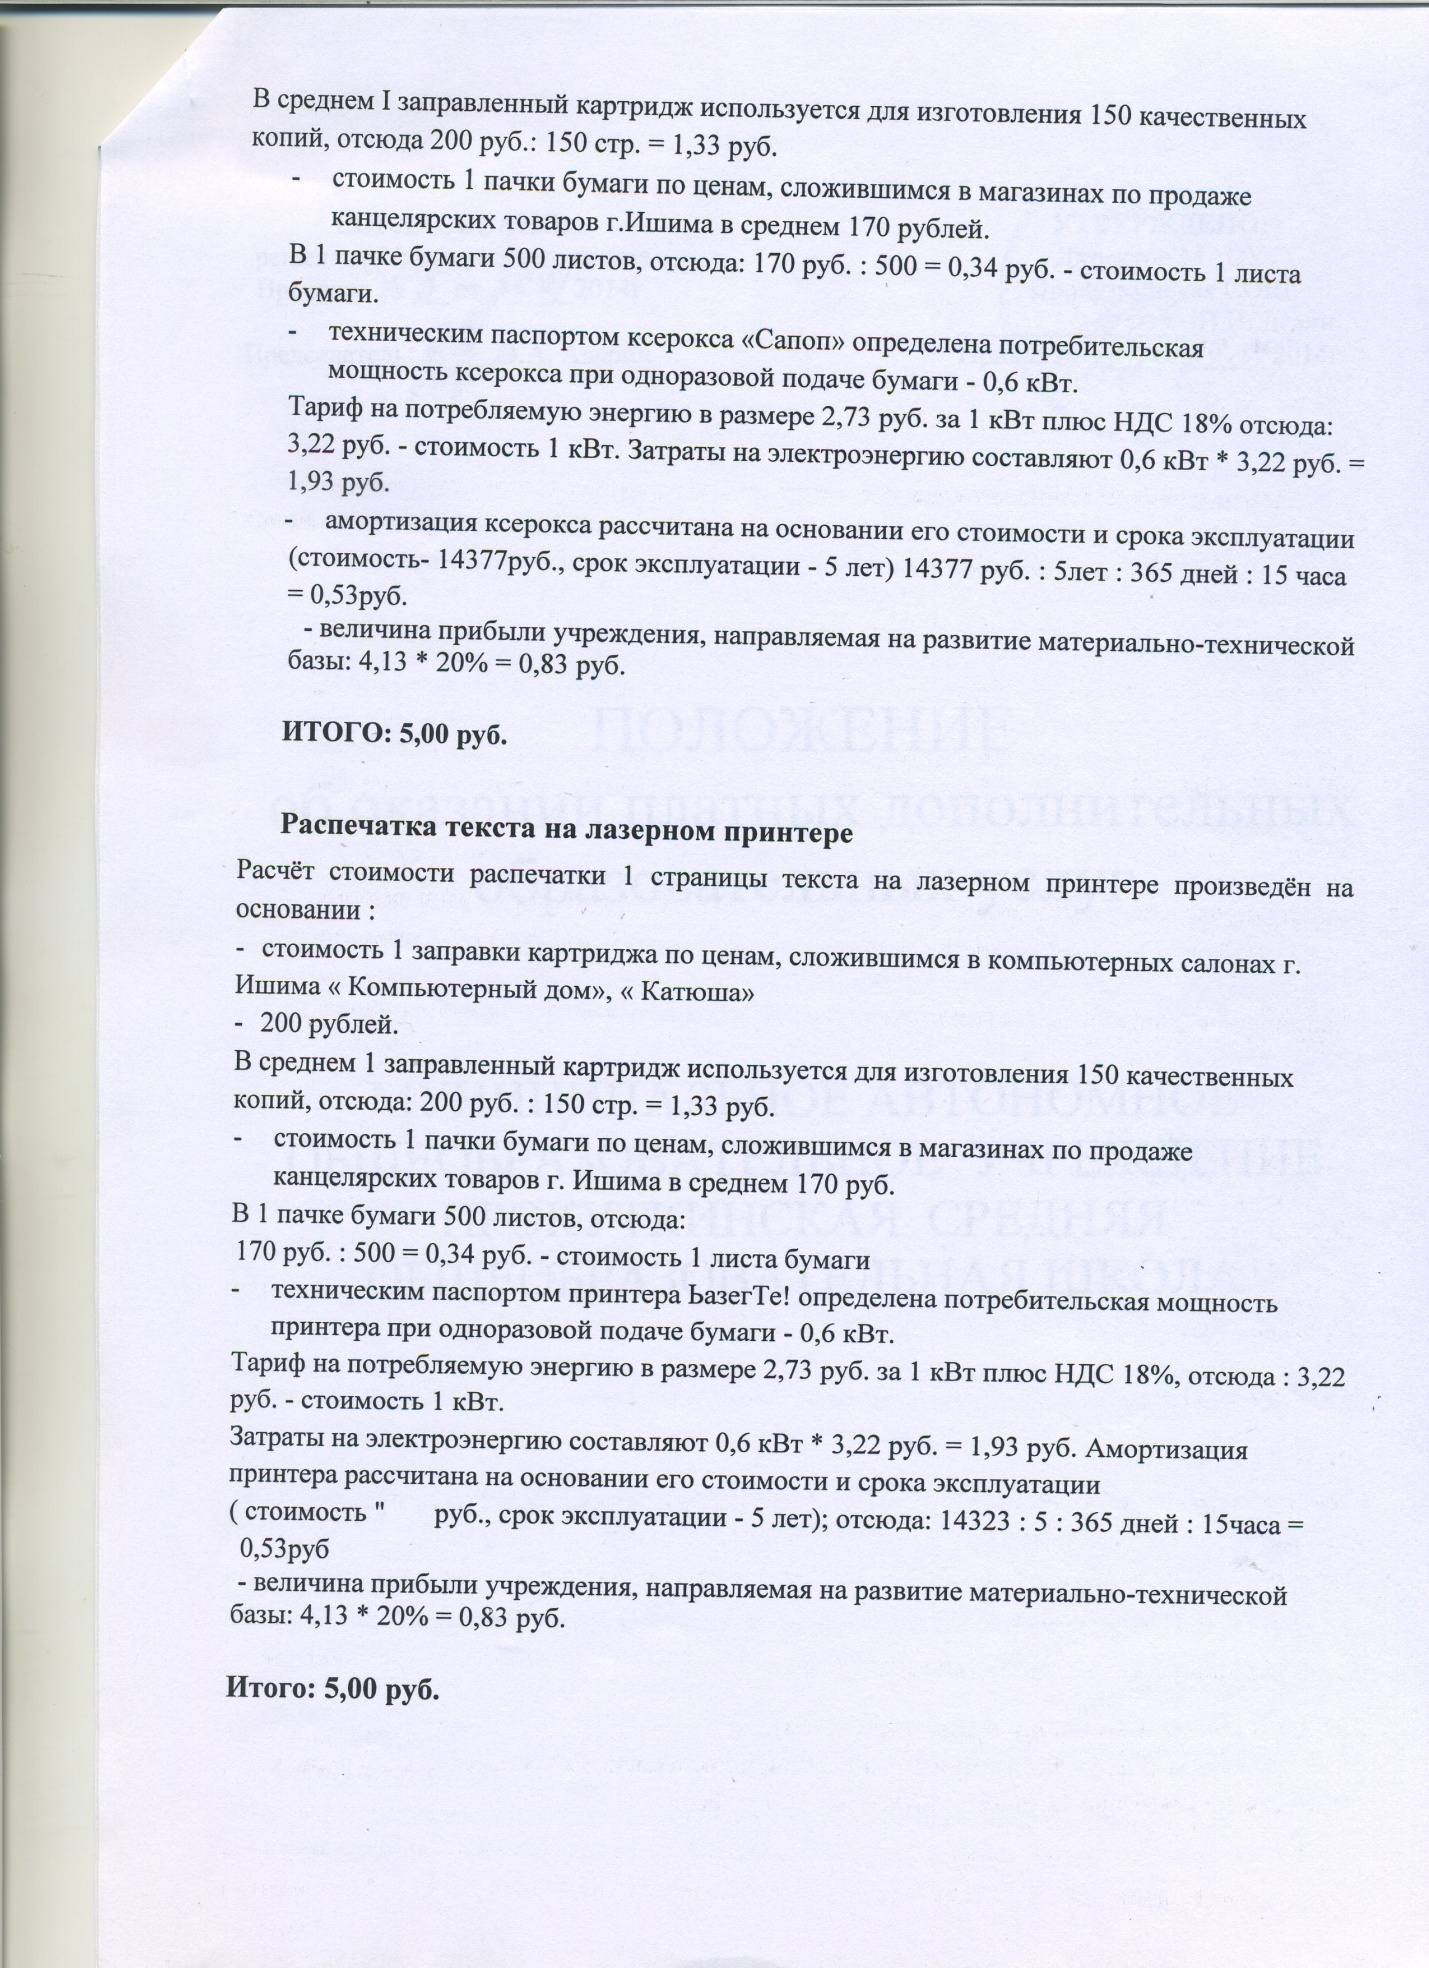 В среднем I заправленный картридж используется для изготовления 150 качественных
копий, отсюда 200 руб.: 150 стр. = 1,33 руб.
- стоимость 1 пачки бумаги по ценам, сложившимся в магазинах по продаже
канцелярских товаров г.Ишима в среднем 170 рублей.
В 1 пачке бумаги 500 листов, отсюда: 170 руб. : 500 = 0,34 руб. - стоимость 1 листа
бумаги.
- техническим паспортом ксерокса «Сапоп» определена потребительская
мощность ксерокса при одноразовой подаче бумаги - 0,6 кВт.
Тариф на потребляемую энергию в размере 2,73 руб. за 1 кВт плюс НДС 18% отсюда:
3,22 руб. - стоимость 1 кВт. Затраты на электроэнергию составляют 0,6 кВт * 3,22 руб. =
1,93 руб.
- амортизация ксерокса рассчитана на основании его стоимости и срока эксплуатации
(стоимость- 14377руб., срок эксплуатации - 5 лет) 14377 руб. : 5лет : 365 дней : 15 часа
= 0,53руб.
- величина прибыли учреждения, направляемая на развитие материально-технической
базы: 4,13 * 20% = 0,83 руб.
ИТОГО: 5,00 руб.
Распечатка текста на лазерном принтере
Расчёт стоимости распечатки 1 страницы текста на лазерном принтере произведён на
основании :
- стоимость 1 заправки картриджа по ценам, сложившимся в компьютерных салонах г.
Ишима « Компьютерный дом», « Катюша»
- 200 рублей.
В среднем 1 заправленный картридж используется для изготовления 150 качественных
копий, отсюда: 200 руб. : 150 стр. = 1,33 руб.
- стоимость 1 пачки бумаги по ценам, сложившимся в магазинах по продаже
канцелярских товаров г. Ишима в среднем 170 руб.
В 1 пачке бумаги 500 листов, отсюда:
170 руб. : 500 = 0,34 руб. - стоимость 1 листа бумаги
- техническим паспортом принтера ЬазегТе! определена потребительская мощность
принтера при одноразовой подаче бумаги - 0,6 кВт.
Тариф на потребляемую энергию в размере 2,73 руб. за 1 кВт плюс НДС 18%, отсюда : 3,22
руб. - стоимость 1 кВт.
Затраты на электроэнергию составляют 0,6 кВт * 3,22 руб. = 1,93 руб. Амортизация
принтера рассчитана на основании его стоимости и срока эксплуатации
( стоимость " руб., срок эксплуатации - 5 лет); отсюда: 14323 : 5 : 365 дней : 15часа =
0,53руб
- величина прибыли учреждения, направляемая на развитие материально-технической
базы: 4,13 * 20% = 0,83 руб.
Итого: 5,00 руб.